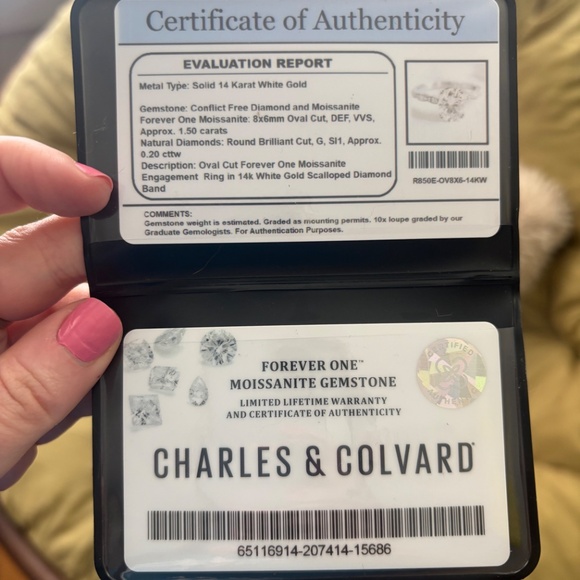 Certificate of Authenticity
EVALUATION REPORT
Metal Type: Solid 14 Karat White Gold
Gemstone: Conflict Free Diamond and Moissanite
Forever One Moissanite: 8x6mm Oval Cut, DEF, VVS,
Approx. 1.50 carats
Natural Diamonds: Round Brilliant Cut, G, SI1, Approx.
0.20 cttw
Description: Oval Cut Forever One Moissanite
Engagement Ring in 14k White Gold Scalloped Diamond
Band
R850E-OV8X6-14KW
COMMENTS:
Gemstone weight is estimated. Graded as mounting permits. 10x loupe graded by our
Graduate Gemologists. For Authentication Purposes.
FOREVER ONE™
MOISSANITE GEMSTONE
LIMITED LIFETIME WARRANTY
AND CERTIFICATE OF AUTHENTICITY
CERTIFIED
CHARLES & COLVARD®
65116914-207414-15686